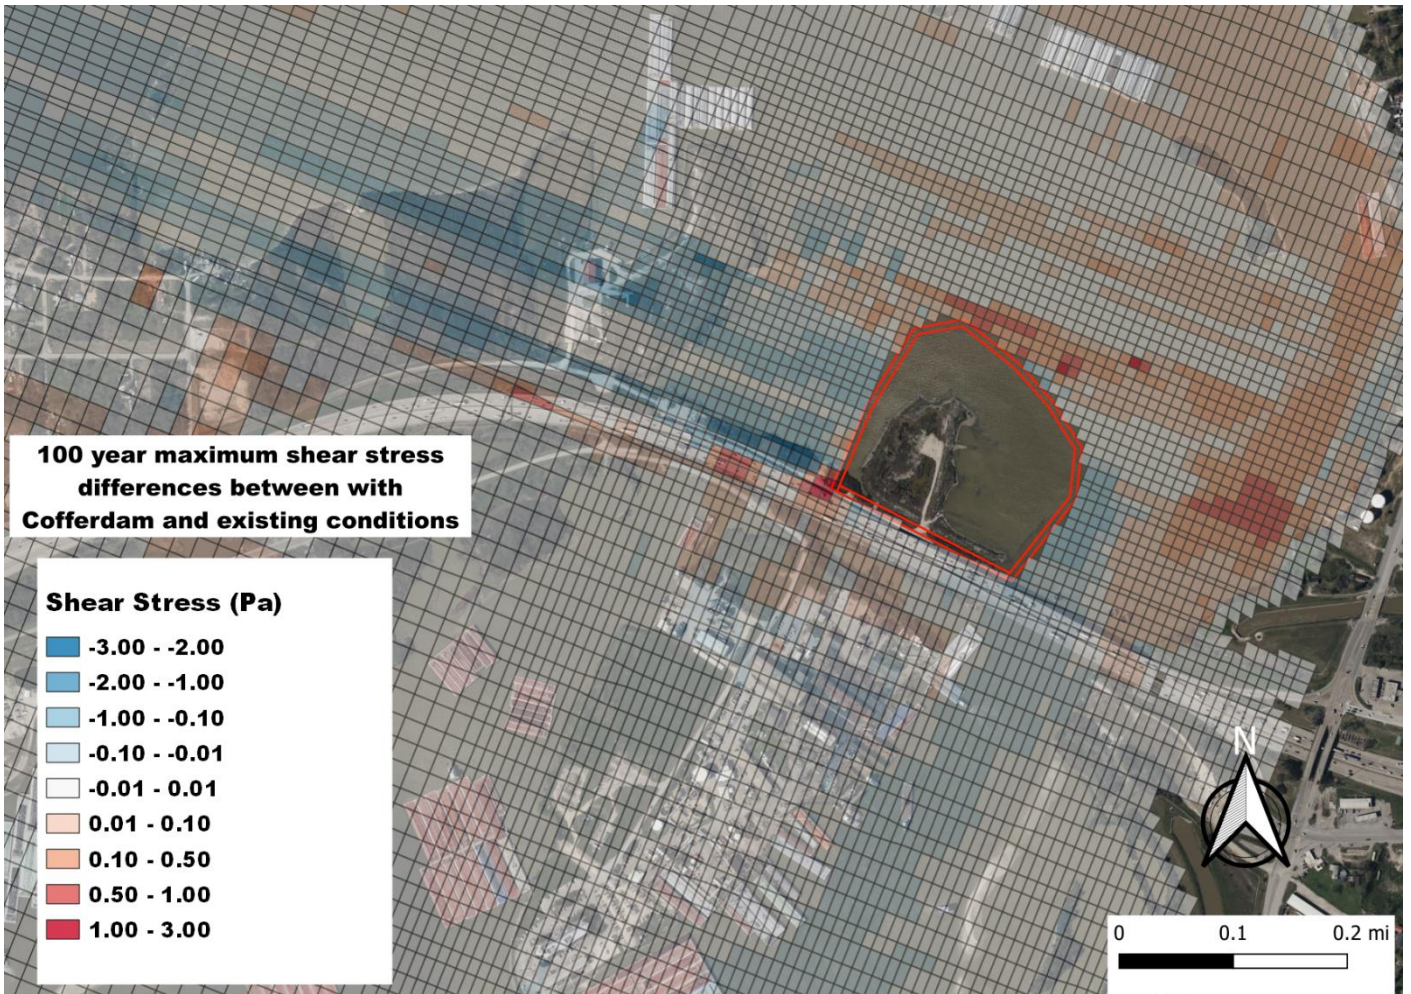 100 year maximum shear stress
differences between with
Cofferdam and existing conditions
Shear Stress (Pa)
-3.00 - -2.00
-2.00 - -1.00
-1.00 - -0.10
-0.10 - -0.01
-0.01 - 0.01
0.01 - 0.10
0.10 - 0.50
0.50 - 1.00
1.00 - 3.00
N
0 0.1 0.2 mi